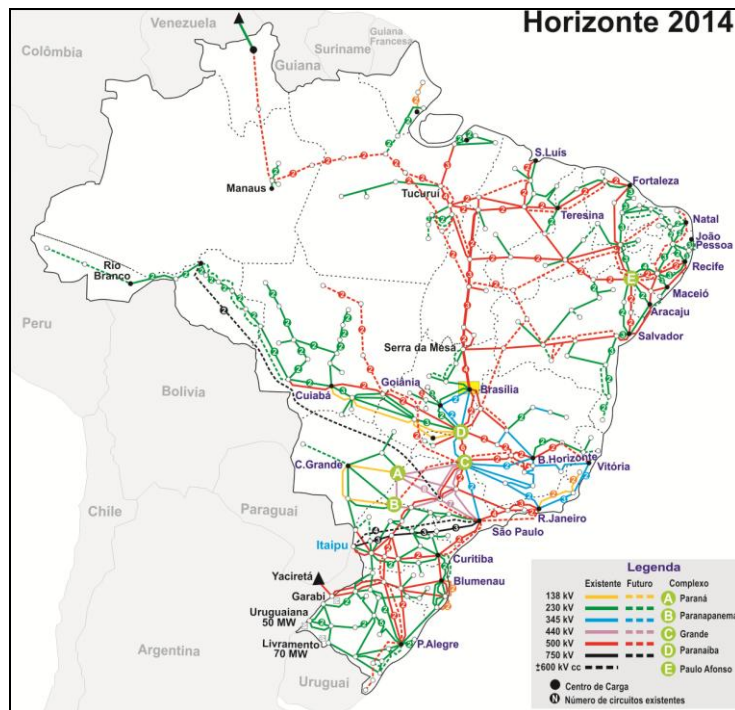 Horizonte 2014
Venezuela
Colômbia
Guiana
Suriname
Guiana
Francesa
S.Luís
Fortaleza
Manaus
Tucuruí
Teresina
Natal
João
Pessoa
Recife
Rio
Branco
E
Maceió
Aracaju
Salvador
Peru
Serra da Mesa
Bolívia
Cuiabá
Goiânia
Brasília
D
C.Grande
A
C
B.Horizonte
Vitória
B
Chile
Paraguai
R.Janeiro
São Paulo
Itaipu
Curitiba
Yaciretá
Blumenau
Garabi
Uruguaiana
50 MW
Livramento
70 MW
P.Alegre
Argentina
Uruguai
Legenda
Existente Futuro Complexo
138 kV A Paraná
230 kV B Paranapanema
345 kV
440 kV C Grande
500 kV D Paranaíba
750 kV
±600 kV cc E Paulo Afonso
Centro de Carga
N Número de circuitos existentes